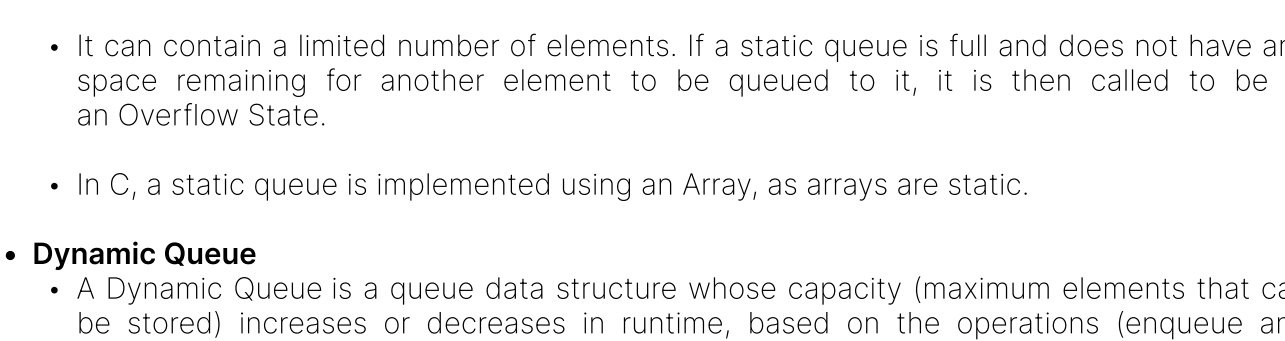 • It can contain a limited number of elements. If a static queue is full and does not have
space remaining for another element to be queued to it, it is then called to be
an Overflow State.
• In C, a static queue is implemented using an Array, as arrays are static.
• Dynamic Queue
• A Dynamic Queue is a queue data structure whose capacity (maximum elements that
be stored) increases or decreases in runtime, based on the operations (enqueue